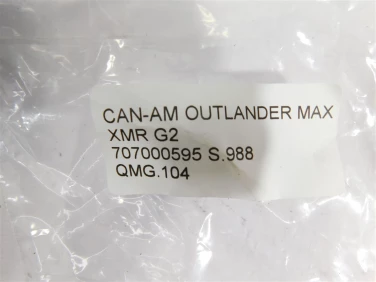 CAN-AM OUTLANDER MAX
XMR G2
707000595 S.988
QMG.104